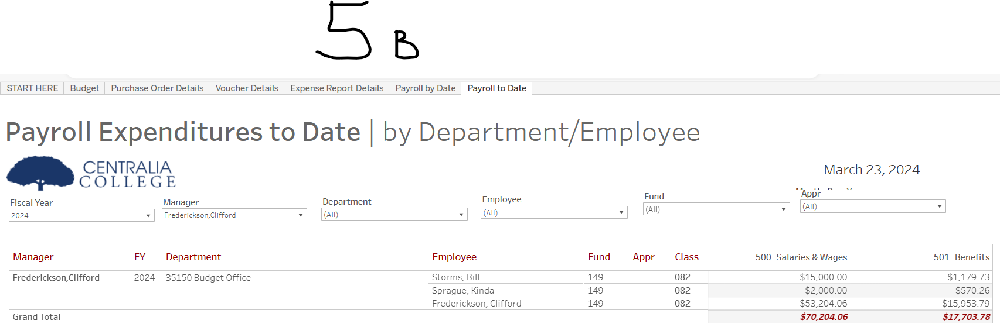 5 B
START HERE Budget Purchase Order Details Voucher Details Expense Report Details Payroll by Date Payroll to Date
Payroll Expenditures to Date | by Department/Employee
CENTRALIA
COLLEGE
March 23, 2024
Fiscal Year Manager Department Employee Fund Appr
2024 Frederickson,Clifford (All) (All) (All) (All)
Manager FY Department Employee Fund Appr Class 500_Salaries & Wages 501_Benefits
Frederickson,Clifford 2024 35150 Budget Office Storms, Bill 149 082 $15,000.00 $1,179.73
Sprague, Kinda 149 082 $2,000.00 $570.26
Frederickson, Clifford 149 082 $53,204.06 $15,953.79
Grand Total $70,204.06 $17,703.78